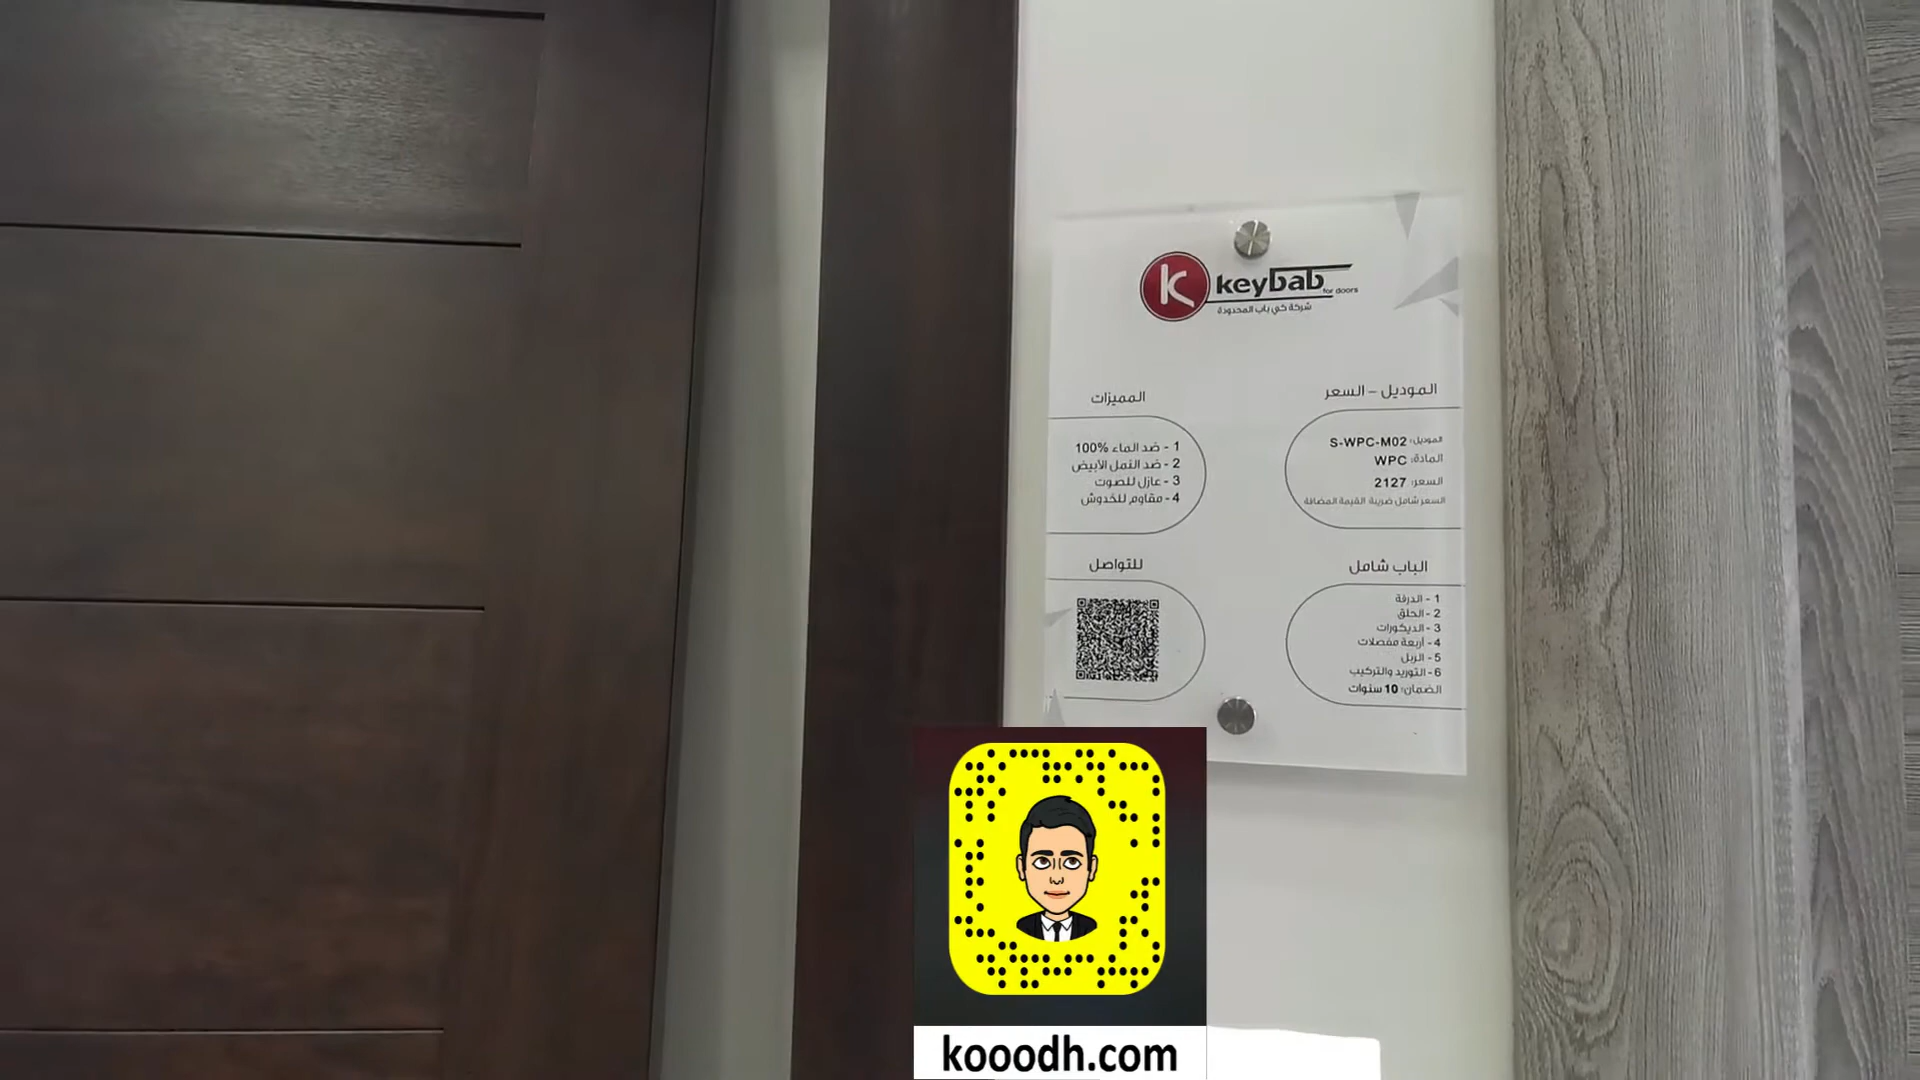 keybab
for doors
شركة كي باب المحدودة
الموديل – السعر
الموديل: S-WPC-M02
المادة: WPC
السعر: 2127
السعر شامل ضريبة القيمة المضافة
المميزات
1 - ضد الماء 100%
2 - ضد النمل الأبيض
3 - عازل للصوت
4 - مقاوم للخدوش
الباب شامل
1 - الدرفة
2 - الحلق
3 - الديكورات
4 - أربعة مفصلات
5 - الربل
6 - التوريد والتركيب
الضمان: 10 سنوات
للتواصل
kooodh.com